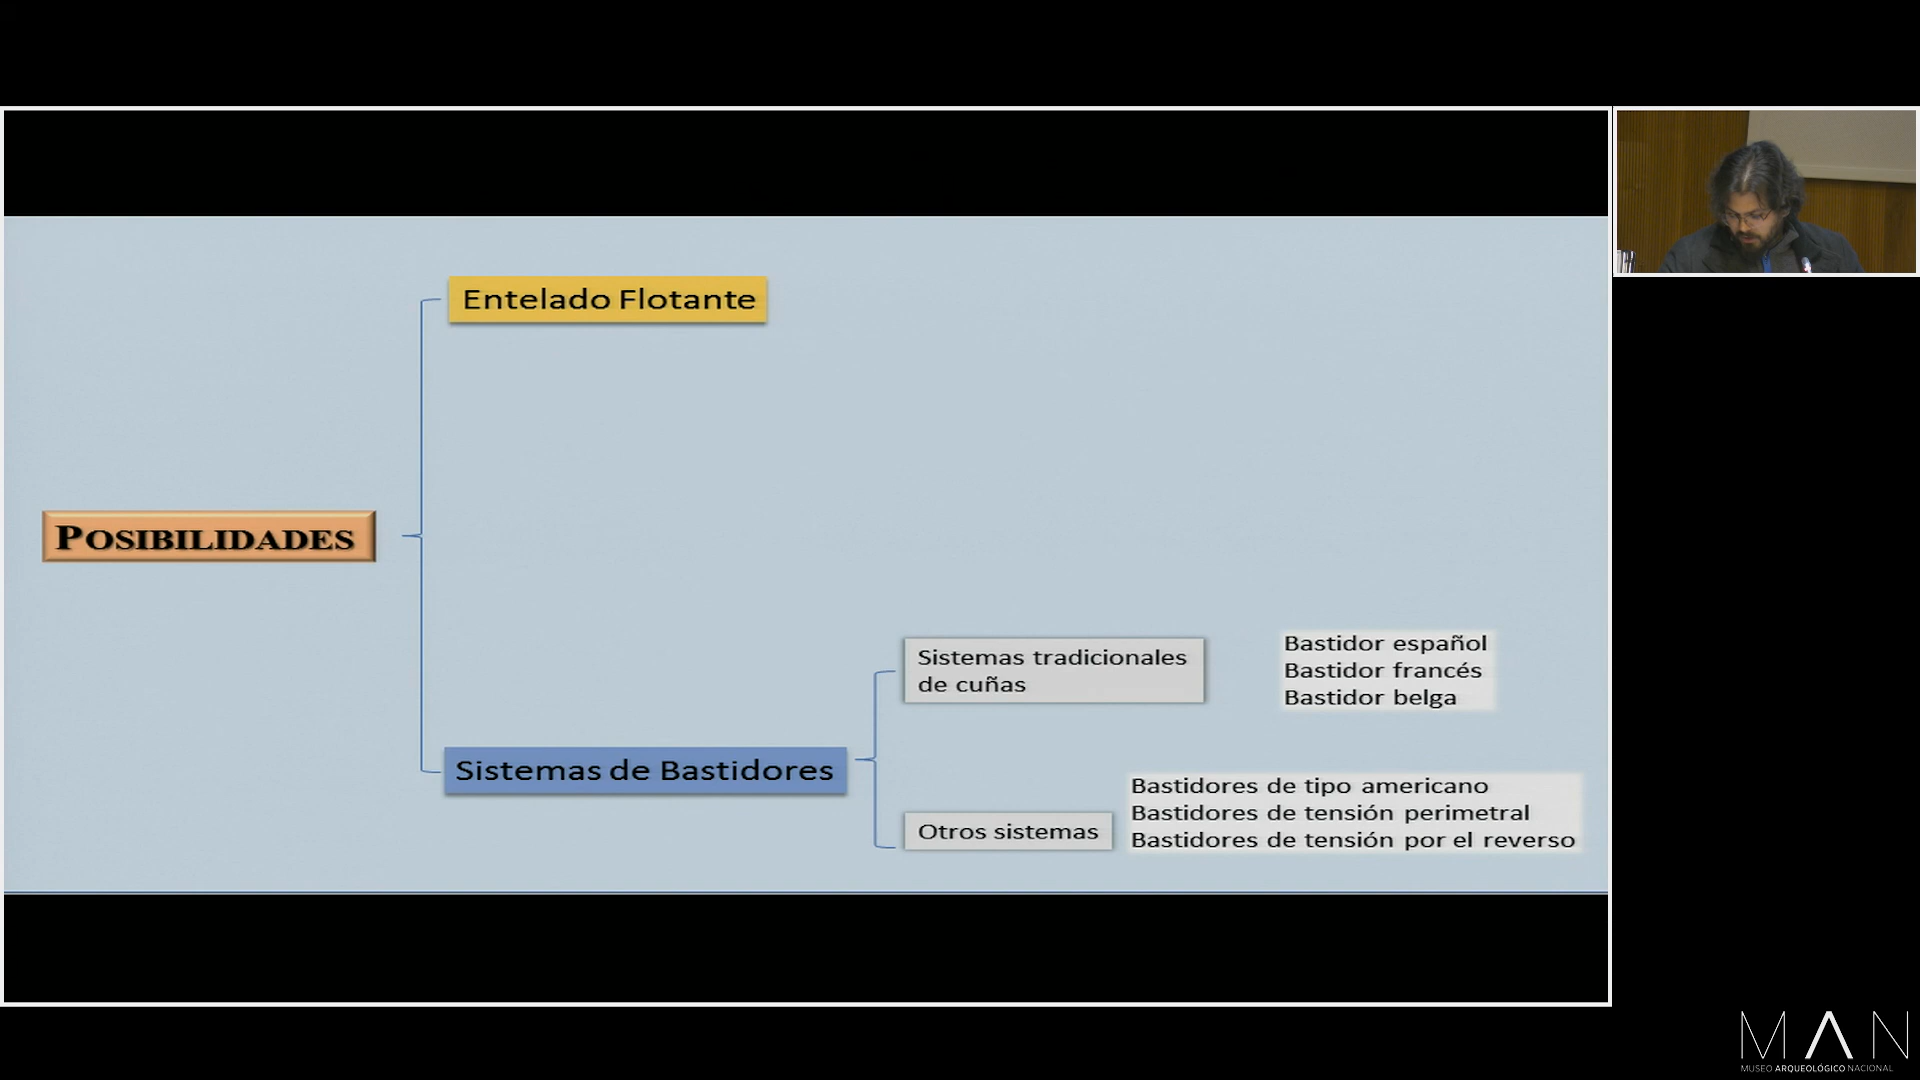 Entelado Flotante
POSIBILIDADES
Sistemas de Bastidores
Sistemas tradicionales
de cuñas
Bastidor español
Bastidor francés
Bastidor belga
Otros sistemas
Bastidores de tipo americano
Bastidores de tensión perimetral
Bastidores de tensión por el reverso
MAN
MUSEO ARQUEOLÓGICO NACIONAL